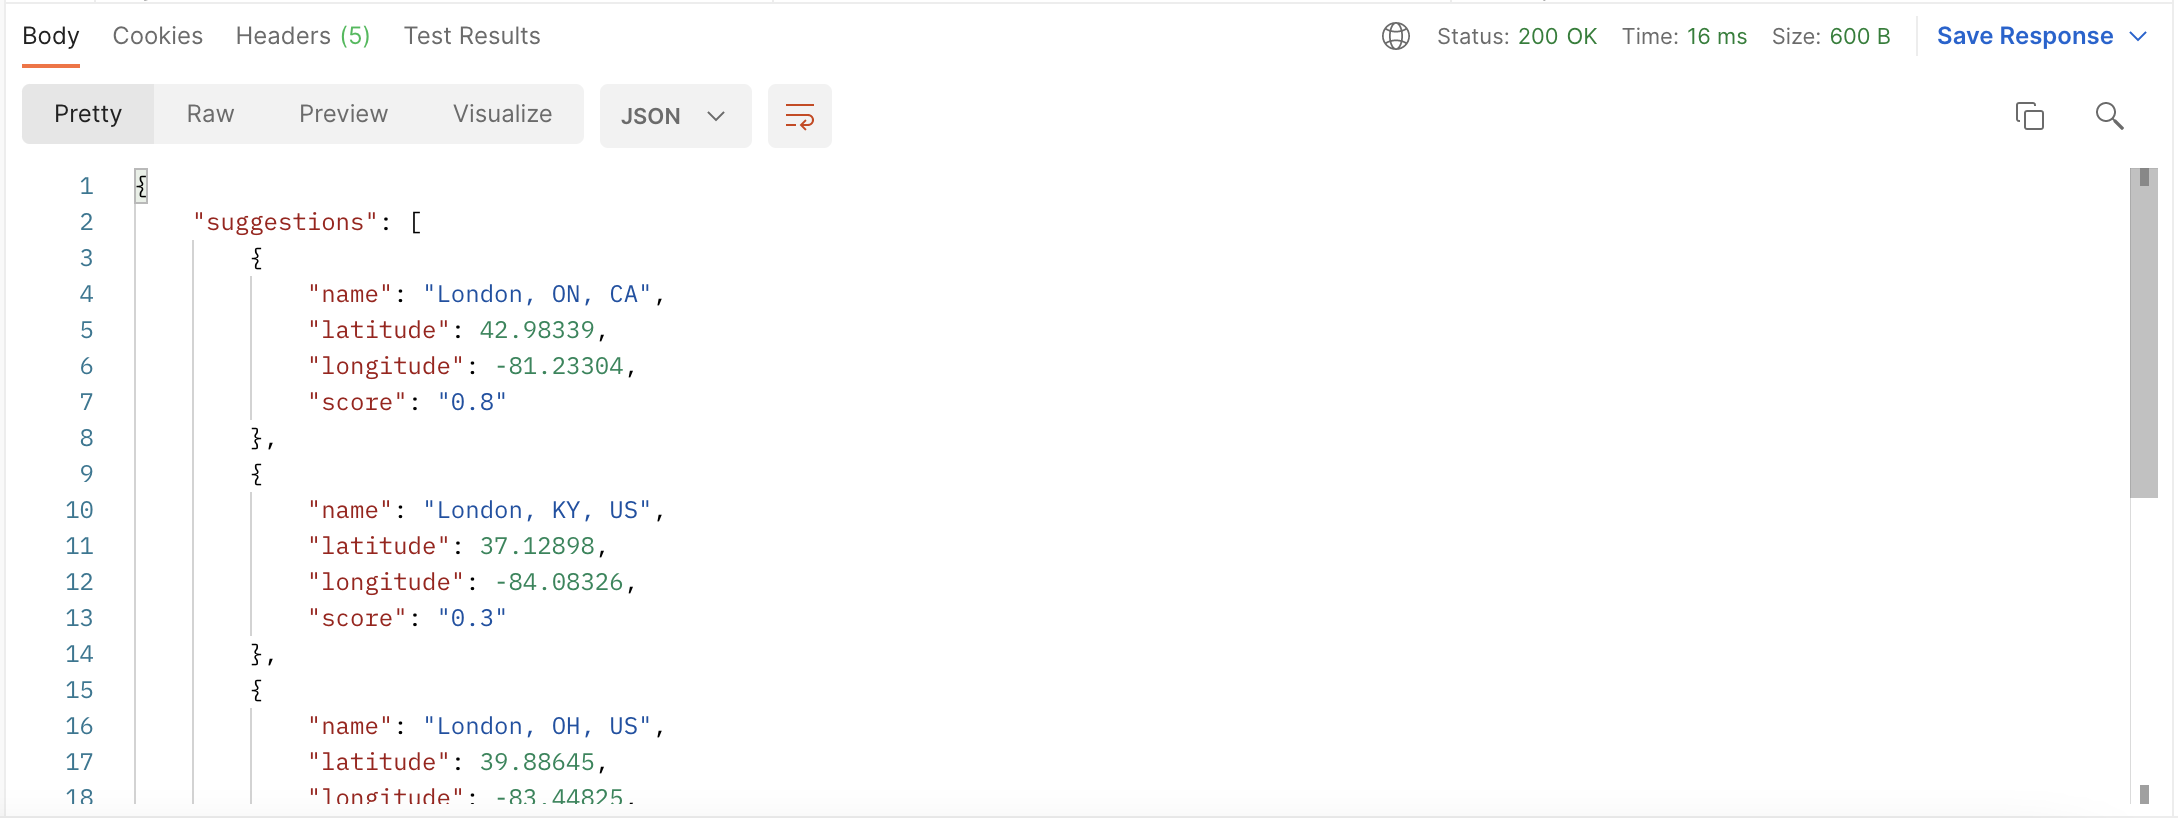 Body Cookies Headers (5) Test Results Status: 200 OK Time: 16 ms Size: 600 B Save Response
Pretty Raw Preview Visualize JSON
1 {
2 "suggestions": [
3 {
4 "name": "London, ON, CA",
5 "latitude": 42.98339,
6 "longitude": -81.23304,
7 "score": "0.8"
8 },
9 {
10 "name": "London, KY, US",
11 "latitude": 37.12898,
12 "longitude": -84.08326,
13 "score": "0.3"
14 },
15 {
16 "name": "London, OH, US",
17 "latitude": 39.88645,
18 "longitude": -83.44825,